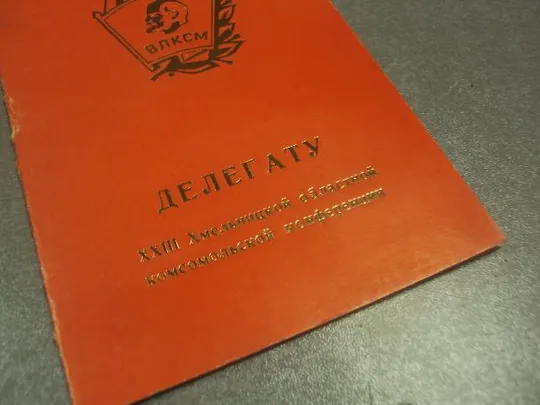 ВЛКСМ
ДЕЛЕГАТУ
XXIII Хмельницкой областной
комсомольской конференции